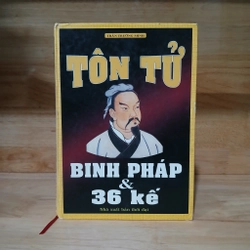 TÔN TỬ
BINH PHÁP
&
36 kế